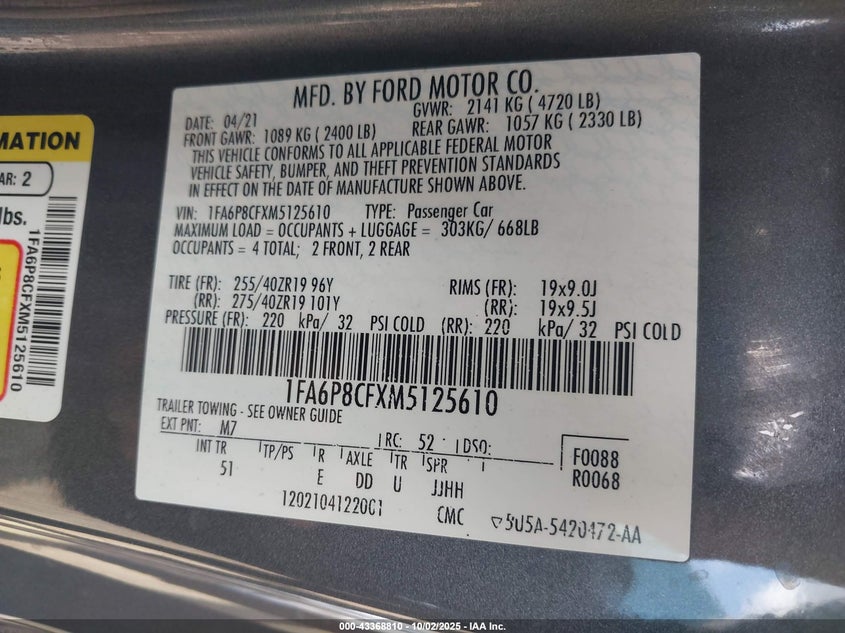 MATION
AR: 2
lbs.
1FA6P8CFXM5125610
MFD. BY FORD MOTOR CO.
DATE: 04/21
GVWR: 2141 KG ( 4720 LB)
FRONT GAWR: 1089 KG ( 2400 LB)
REAR GAWR: 1057 KG ( 2330 LB)
THIS VEHICLE CONFORMS TO ALL APPLICABLE FEDERAL MOTOR
VEHICLE SAFETY, BUMPER, AND THEFT PREVENTION STANDARDS
IN EFFECT ON THE DATE OF MANUFACTURE SHOWN ABOVE.
VIN: 1FA6P8CFXM5125610 TYPE: Passenger Car
MAXIMUM LOAD = OCCUPANTS + LUGGAGE = 303KG/ 668LB
OCCUPANTS = 4 TOTAL; 2 FRONT, 2 REAR
TIRE (FR): 255/40ZR19 96Y RIMS (FR): 19x9.0J
(RR): 275/40ZR19 101Y (RR): 19x9.5J
PRESSURE (FR): 220 kPa/ 32 PSI COLD (RR): 220 kPa/ 32 PSI COLD
1FA6P8CFXM5125610
TRAILER TOWING - SEE OWNER GUIDE
EXT PNT: M7 RC: 52 DSO:
INT TR TP/PS R AXLE TR SPR
51 E DD U JJHH
F0088
R0068
12021041220C1 CMC
5U5A-5420472-AA
000-43368810 - 10/02/2025 - IAA Inc.